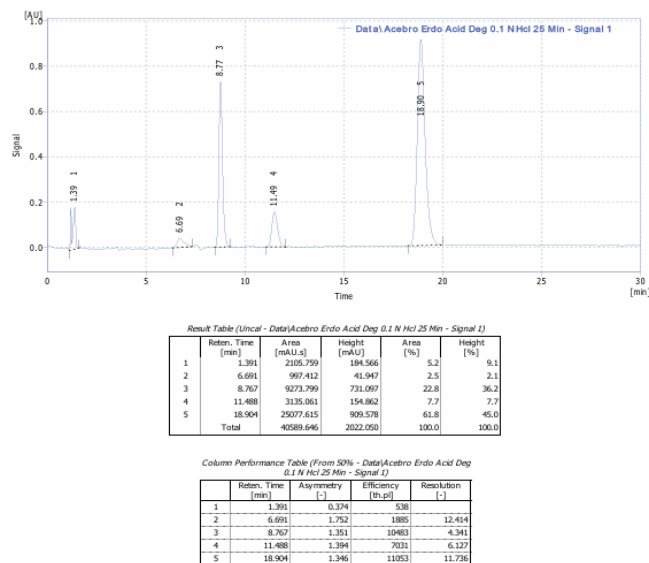 [AU]
1.0
Data\ Acebro Erdo Acid Deg 0.1 NHcl 25 Min - Signal 1
0.8
0.6
0.4
0.2
0.0
Signal
1.39 1
6.69 2
8.77 3
11.49 4
18.90 5
0 5 10 15 20 25 30
Time
[min]
Result Table (Uncal - Data\Acebro Erdo Acid Deg 0.1 N Hcl 25 Min - Signal 1)
Reten. Time Area Height Area Height
[min] [mAU.s] [mAU] [%] [%]
1 1.391 2105.759 184.566 5.2 9.1
2 6.691 997.412 41.947 2.5 2.1
3 8.767 9273.799 731.097 22.8 36.2
4 11.488 3135.061 154.862 7.7 7.7
5 18.904 25077.615 909.578 61.8 45.0
Total 40589.646 2022.050 100.0 100.0
Column Performance Table (From 50% - Data\Acebro Erdo Acid Deg
0.1 N Hcl 25 Min - Signal 1)
Reten. Time Asymmetry Efficiency Resolution
[min] [-] [th.pl] [-]
1 1.391 0.374 538
2 6.691 1.752 1885 12.414
3 8.767 1.351 10483 4.341
4 11.488 1.394 7031 6.127
5 18.904 1.346 11053 11.736